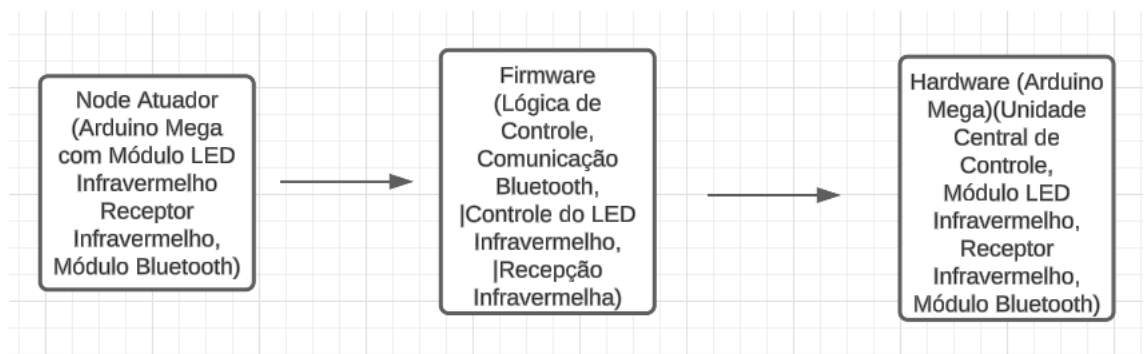 Node Atuador
(Arduino Mega
com Módulo LED
Infravermelho
Receptor
Infravermelho,
Módulo Bluetooth)
Firmware
(Lógica de
Controle,
Comunicação
Bluetooth,
|Controle do LED
Infravermelho,
|Recepção
Infravermelha)
Hardware (Arduino
Mega)(Unidade
Central de
Controle,
Módulo LED
Infravermelho,
Receptor
Infravermelho,
Módulo Bluetooth)